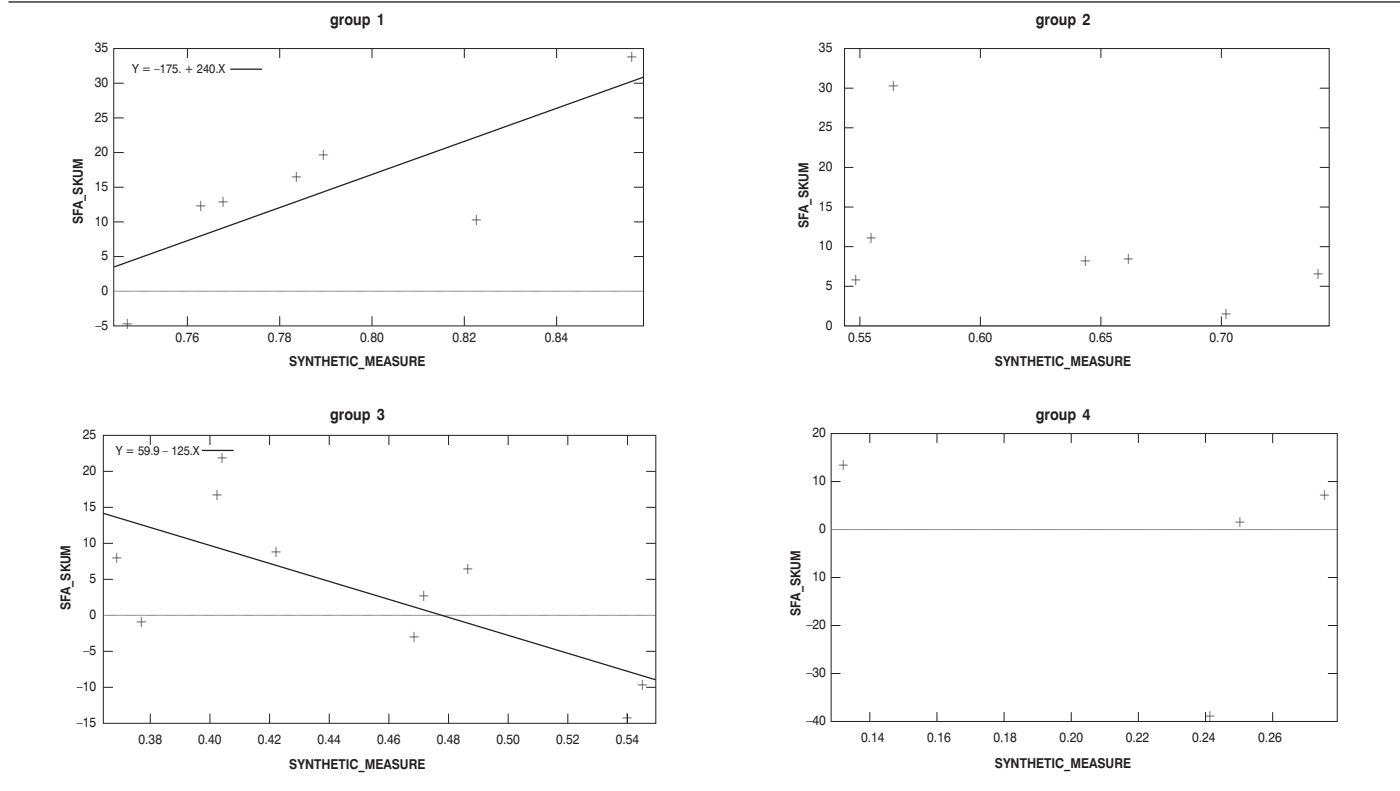 group 1
Y = −175. + 240.X
35
30
25
20
15
10
5
0
−5
SFA_SKUM
0.76 0.78 0.80 0.82 0.84
SYNTHETIC_MEASURE
group 2
35
30
25
20
15
10
5
0
SFA_SKUM
0.55 0.60 0.65 0.70
SYNTHETIC_MEASURE
group 3
Y = 59.9 − 125.X
25
20
15
10
5
0
−5
−10
−15
SFA_SKUM
0.38 0.40 0.42 0.44 0.46 0.48 0.50 0.52 0.54
SYNTHETIC_MEASURE
group 4
20
10
0
10
−20
−30
−40
SFA_SKUM
0.14 0.16 0.18 0.20 0.22 0.24 0.26
SYNTHETIC_MEASURE